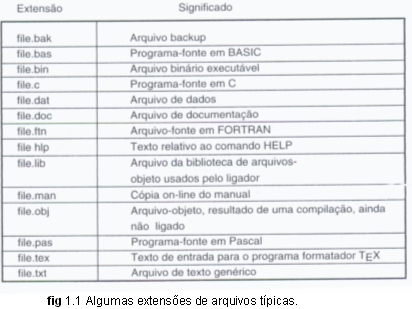 Extensão Significado
file.bak Arquivo backup
file.bas Programa-fonte em BASIC
file.bin Arquivo binário executável
file.c Programa-fonte em C
file.dat Arquivo de dados
file.doc Arquivo de documentação
file.ftn Arquivo-fonte em FORTRAN
file hlp Texto relativo ao comando HELP
file.lib Arquivo da biblioteca de arquivos-
objeto usados pelo ligador
file.man Cópia on-line do manual
file.obj Arquivo-objeto, resultado de uma compilação, ainda
não ligado
file.pas Programa-fonte em Pascal
file.tex Texto de entrada para o programa formatador TEX
file.txt Arquivo de texto genérico
fig 1.1 Algumas extensões de arquivos típicas.